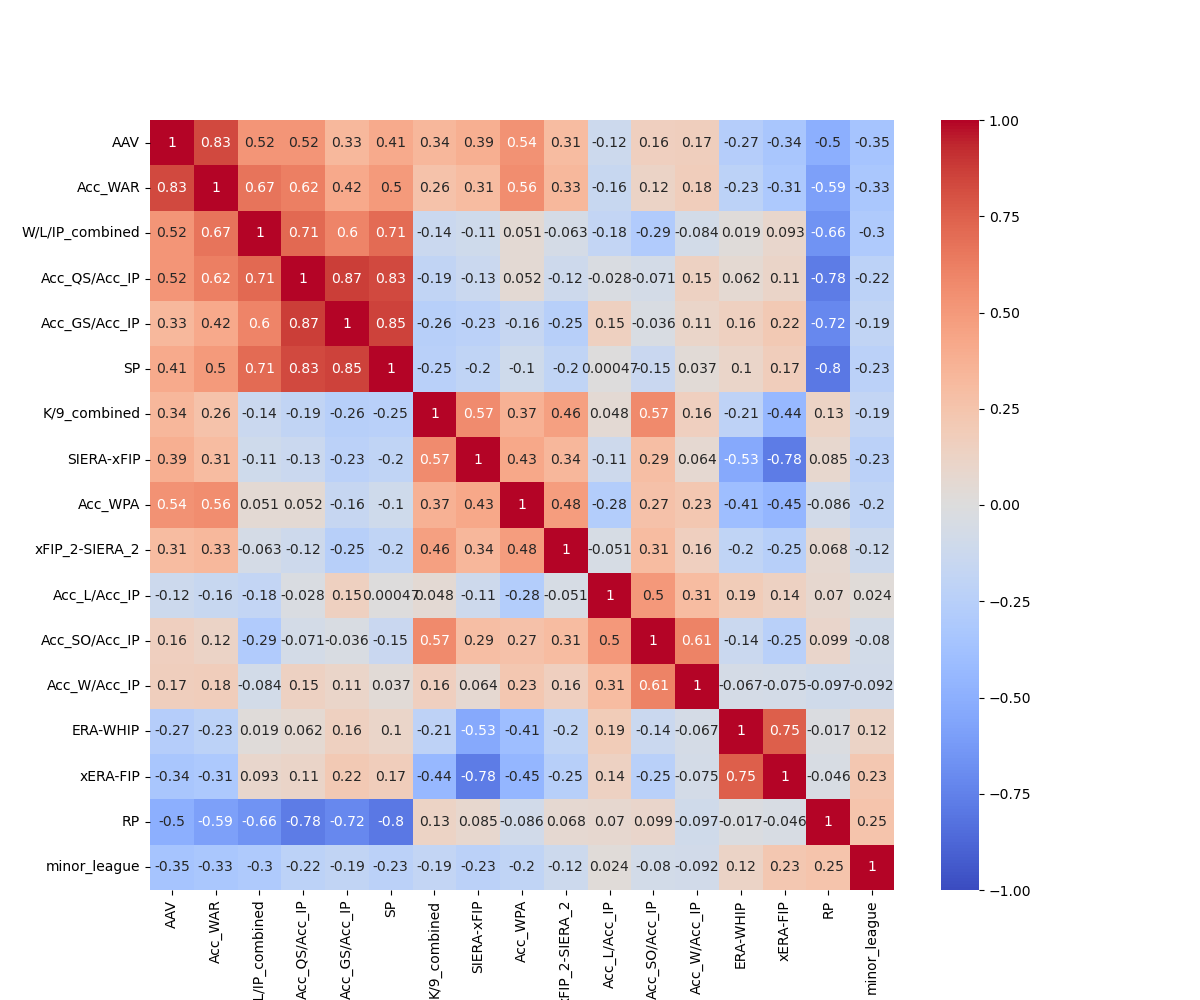 AAV 1 0.83 0.52 0.52 0.33 0.41 0.34 0.39 0.54 0.31 -0.12 0.16 0.17 -0.27 -0.34 -0.5 -0.35 1.00
Acc_WAR 0.83 1 0.67 0.62 0.42 0.5 0.26 0.31 0.56 0.33 -0.16 0.12 0.18 -0.23 -0.31 -0.59 -0.33
W/L/IP_combined 0.52 0.67 1 0.71 0.6 0.71 -0.14 -0.11 0.051 -0.063 -0.18 -0.29 -0.084 0.019 0.093 -0.66 -0.3 0.75
Acc_QS/Acc_IP 0.52 0.62 0.71 1 0.87 0.83 -0.19 -0.13 0.052 -0.12 -0.028 -0.071 0.15 0.062 0.11 -0.78 -0.22
Acc_GS/Acc_IP 0.33 0.42 0.6 0.87 1 0.85 -0.26 -0.23 -0.16 -0.25 0.15 -0.036 0.11 0.16 0.22 -0.72 -0.19 0.50
SP 0.41 0.5 0.71 0.83 0.85 1 -0.25 -0.2 -0.1 -0.2 0.00047 -0.15 0.037 0.1 0.17 -0.8 -0.23
K/9_combined 0.34 0.26 -0.14 -0.19 -0.26 -0.25 1 0.57 0.37 0.46 0.048 0.57 0.16 -0.21 -0.44 0.13 -0.19 0.25
SIERA-xFIP 0.39 0.31 -0.11 -0.13 -0.23 -0.2 0.57 1 0.43 0.34 -0.11 0.29 0.064 -0.53 -0.78 0.085 -0.23
Acc_WPA 0.54 0.56 0.051 0.052 -0.16 -0.1 0.37 0.43 1 0.48 -0.28 0.27 0.23 -0.41 -0.45 -0.086 -0.2 0.00
xFIP_2-SIERA_2 0.31 0.33 -0.063 -0.12 -0.25 -0.2 0.46 0.34 0.48 1 -0.051 0.31 0.16 -0.2 -0.25 0.068 -0.12
Acc_L/Acc_IP -0.12 -0.16 -0.18 -0.028 0.15 0.00047 0.048 -0.11 -0.28 -0.051 1 0.5 0.31 0.19 0.14 0.07 0.024 −0.25
Acc_SO/Acc_IP 0.16 0.12 -0.29 -0.071 -0.036 -0.15 0.57 0.29 0.27 0.31 0.5 1 0.61 -0.14 -0.25 0.099 -0.08
Acc_W/Acc_IP 0.17 0.18 -0.084 0.15 0.11 0.037 0.16 0.064 0.23 0.16 0.31 0.61 1 -0.067 -0.075 -0.097 -0.092 −0.50
ERA-WHIP -0.27 -0.23 0.019 0.062 0.16 0.1 -0.21 -0.53 -0.41 -0.2 0.19 -0.14 -0.067 1 0.75 -0.017 0.12
xERA-FIP -0.34 -0.31 0.093 0.11 0.22 0.17 -0.44 -0.78 -0.45 -0.25 0.14 -0.25 -0.075 0.75 1 -0.046 0.23 −0.75
RP -0.5 -0.59 -0.66 -0.78 -0.72 -0.8 0.13 0.085 -0.086 0.068 0.07 0.099 -0.097 -0.017 -0.046 1 0.25
minor_league -0.35 -0.33 -0.3 -0.22 -0.19 -0.23 -0.19 -0.23 -0.2 -0.12 0.024 -0.08 -0.092 0.12 0.23 0.25 1 −1.00
AAV
Acc_WAR
L/IP_combined
Acc_QS/Acc_IP
Acc_GS/Acc_IP
SP
K/9_combined
SIERA-xFIP
Acc_WPA
FIP_2-SIERA_2
Acc_L/Acc_IP
Acc_SO/Acc_IP
Acc_W/Acc_IP
ERA-WHIP
xERA-FIP
RP
minor_league